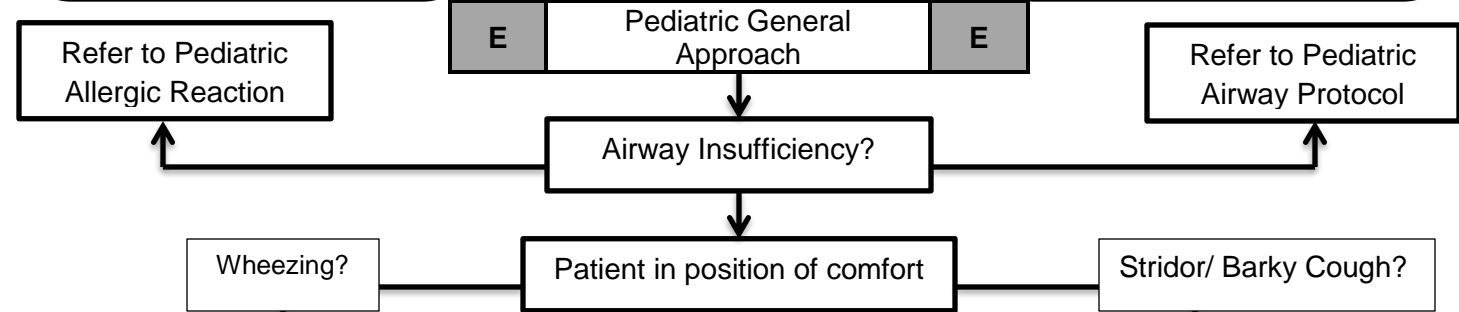 E
Pediatric General
Approach
E
Refer to Pediatric
Allergic Reaction
Refer to Pediatric
Airway Protocol
Airway Insufficiency?
Wheezing?
Patient in position of comfort
Stridor/ Barky Cough?